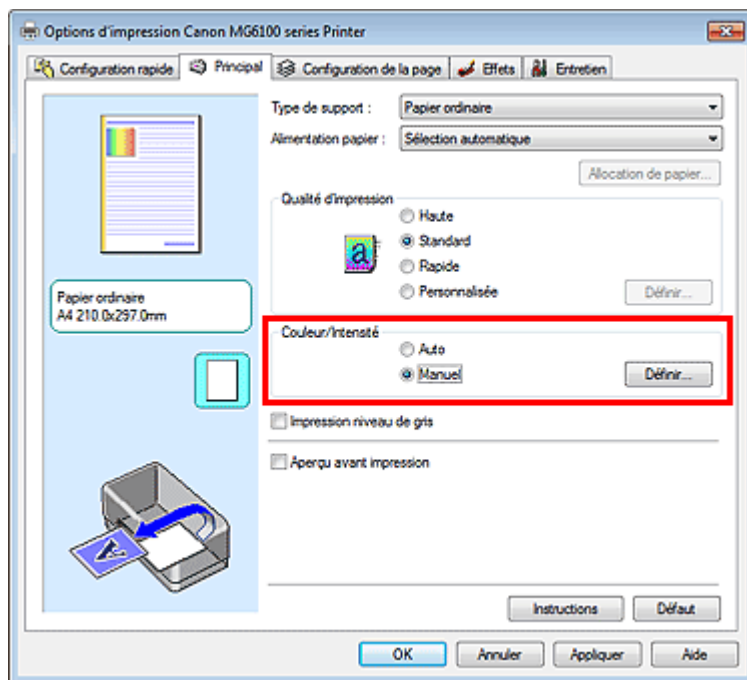 Options d'impression Canon MG6100 series Printer
Configuration rapide Principal Configuration de la page Effets Entretien
Type de support : Papier ordinaire
Alimentation papier : Sélection automatique
Allocation de papier...
Qualité d'impression
Haute
a Standard
Rapide
Personnalisée Définir...
Papier ordinaire
A4 210.0x297.0mm
Couleur/Intensité
Auto
Manuel Définir...
Impression niveau de gris
Aperçu avant impression
A
Instructions Défaut
OK Annuler Appliquer Aide